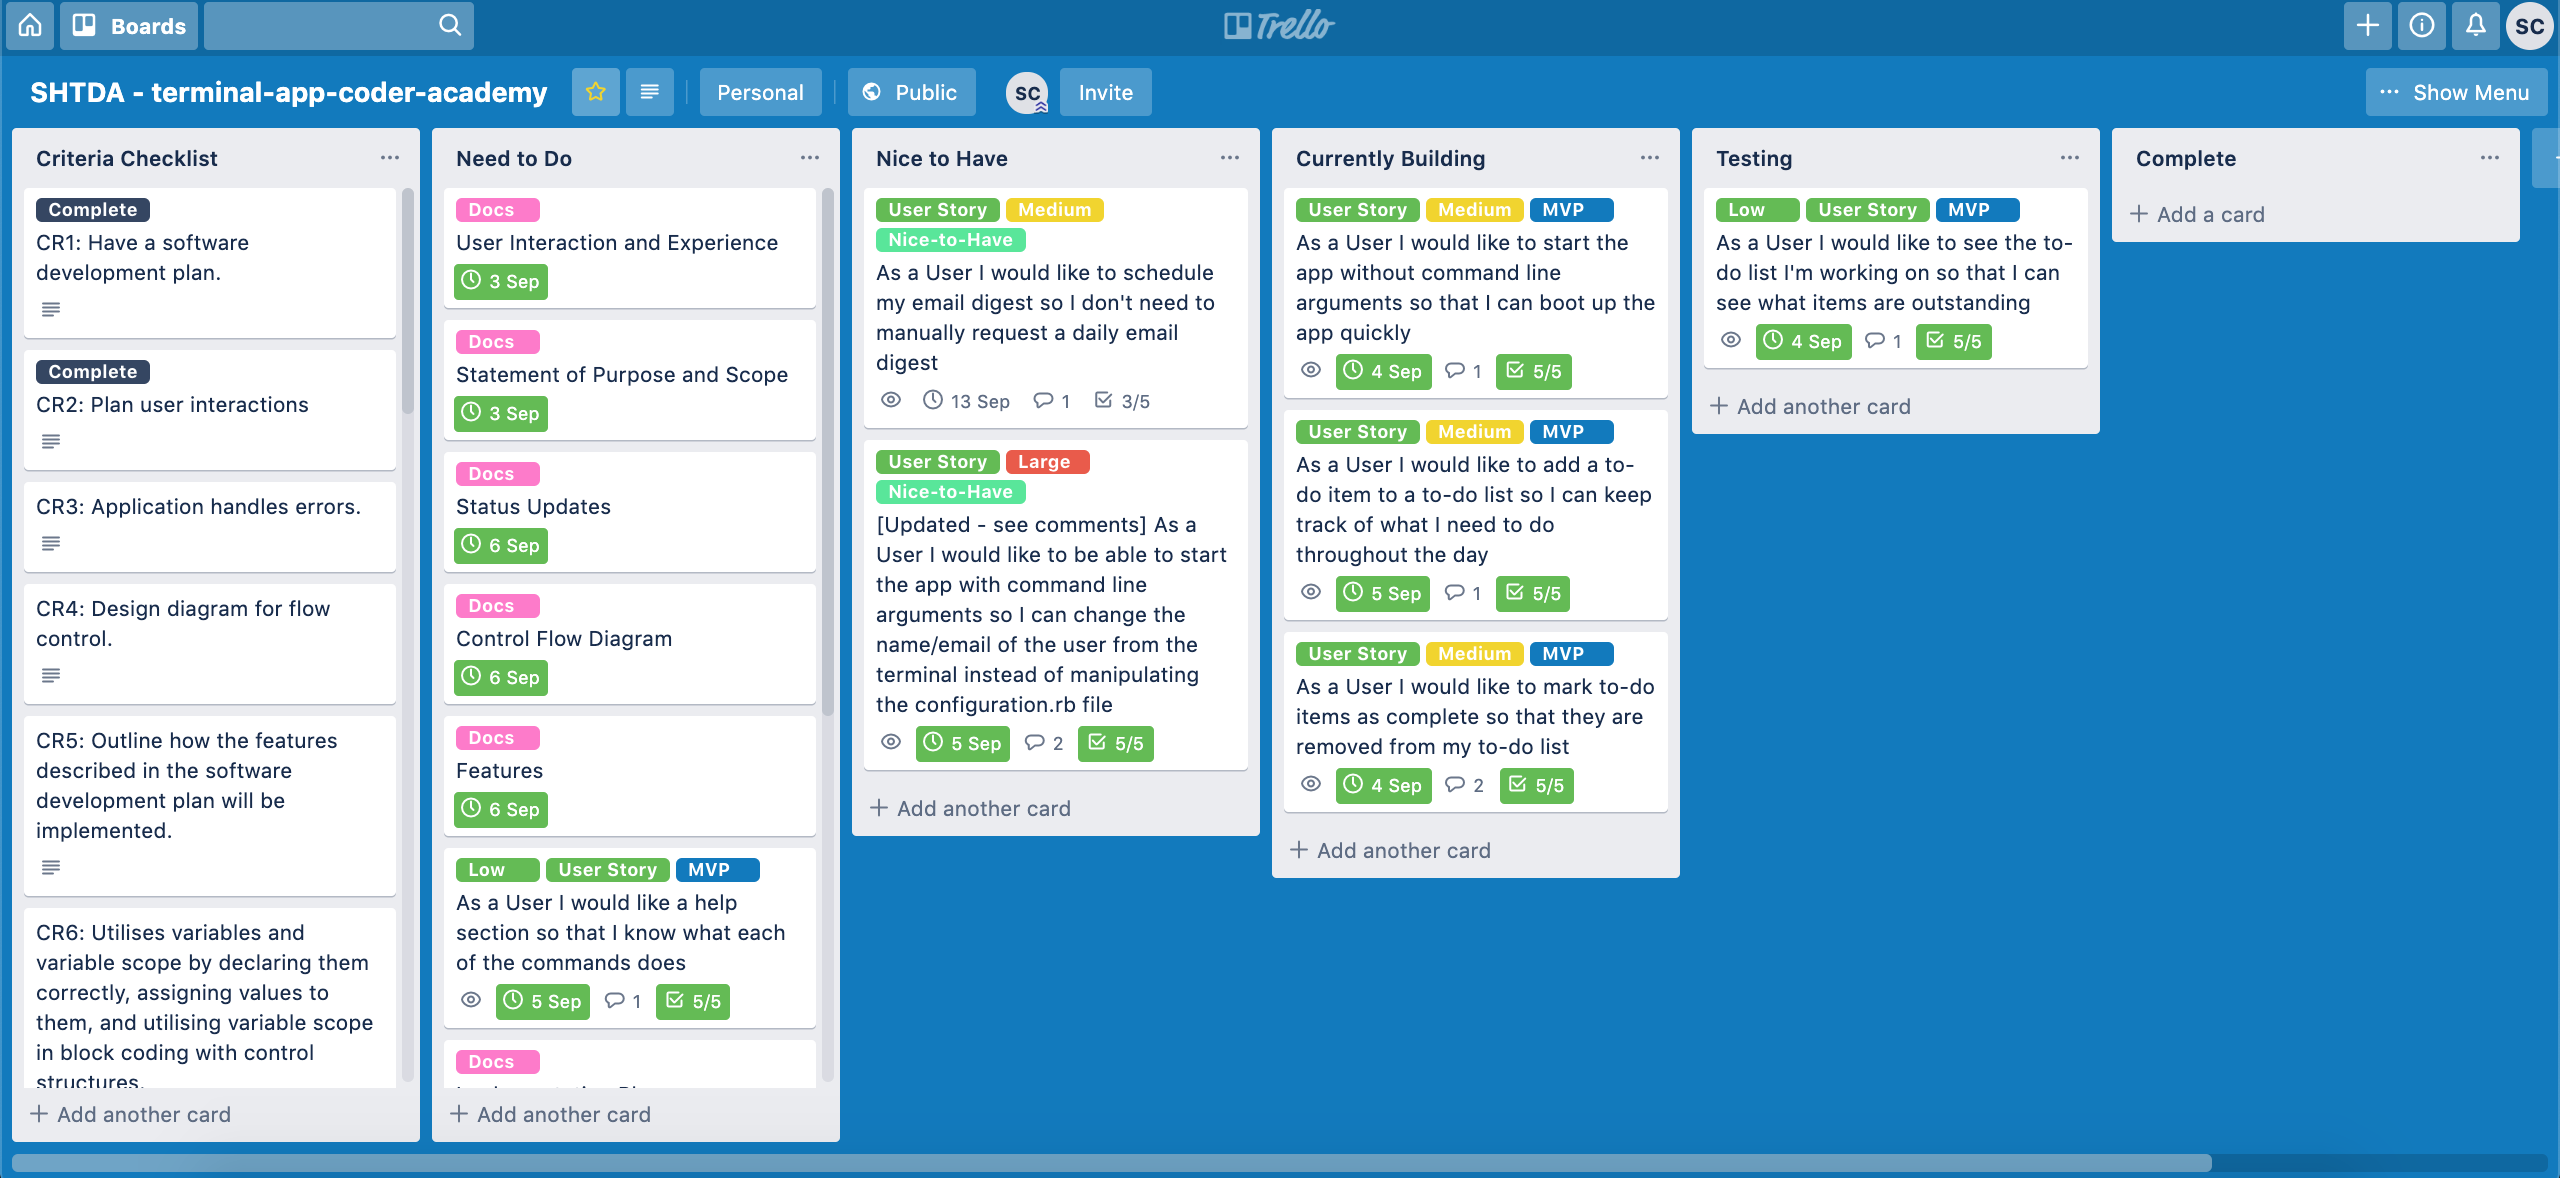 Boards
Trello
SC
SHTDA - terminal-app-coder-academy
Personal
Public
SC
Invite
Show Menu
Criteria Checklist
Complete
CR1: Have a software
development plan.
Complete
CR2: Plan user interactions
CR3: Application handles errors.
CR4: Design diagram for flow
control.
CR5: Outline how the features
described in the software
development plan will be
implemented.
CR6: Utilises variables and
variable scope by declaring them
correctly, assigning values to
them, and utilising variable scope
in block coding with control
structures.
+ Add another card
Need to Do
Docs
User Interaction and Experience
3 Sep
Docs
Statement of Purpose and Scope
3 Sep
Docs
Status Updates
6 Sep
Docs
Control Flow Diagram
6 Sep
Docs
Features
6 Sep
Low User Story MVP
As a User I would like a help
section so that I know what each
of the commands does
5 Sep 1 5/5
Docs
+ Add another card
Nice to Have
User Story Medium
Nice-to-Have
As a User I would like to schedule
my email digest so I don't need to
manually request a daily email
digest
13 Sep 1 3/5
User Story Large
Nice-to-Have
[Updated - see comments] As a
User I would like to be able to start
the app with command line
arguments so I can change the
name/email of the user from the
terminal instead of manipulating
the configuration.rb file
5 Sep 2 5/5
+ Add another card
Currently Building
User Story Medium MVP
As a User I would like to start the
app without command line
arguments so that I can boot up the
app quickly
4 Sep 1 5/5
User Story Medium MVP
As a User I would like to add a to-
do item to a to-do list so I can keep
track of what I need to do
throughout the day
5 Sep 1 5/5
User Story Medium MVP
As a User I would like to mark to-do
items as complete so that they are
removed from my to-do list
4 Sep 2 5/5
+ Add another card
Testing
Low User Story MVP
As a User I would like to see the to-
do list I'm working on so that I can
see what items are outstanding
4 Sep 1 5/5
+ Add another card
Complete
+ Add a card